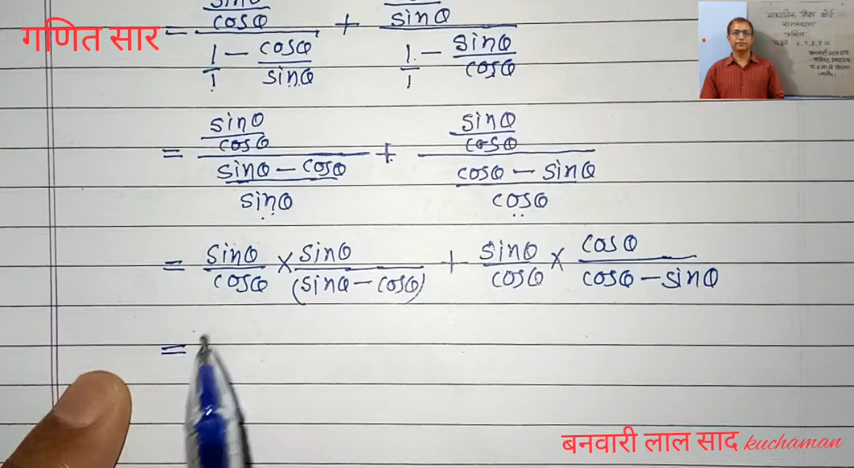 गणित सार
= (sinθ/cosθ)/(1/1 − cosθ/sinθ) + /sinθ/(1/1 − sinθ/cosθ)
= (sinθ/cosθ)/((sinθ − cosθ)/sinθ) + (sinθ/cosθ)/((cosθ − sinθ)/cosθ)
= sinθ/cosθ × sinθ/(sinθ − cosθ) + sinθ/cosθ × cosθ/cosθ − sinθ
=
बनवारी लाल साद kuchaman